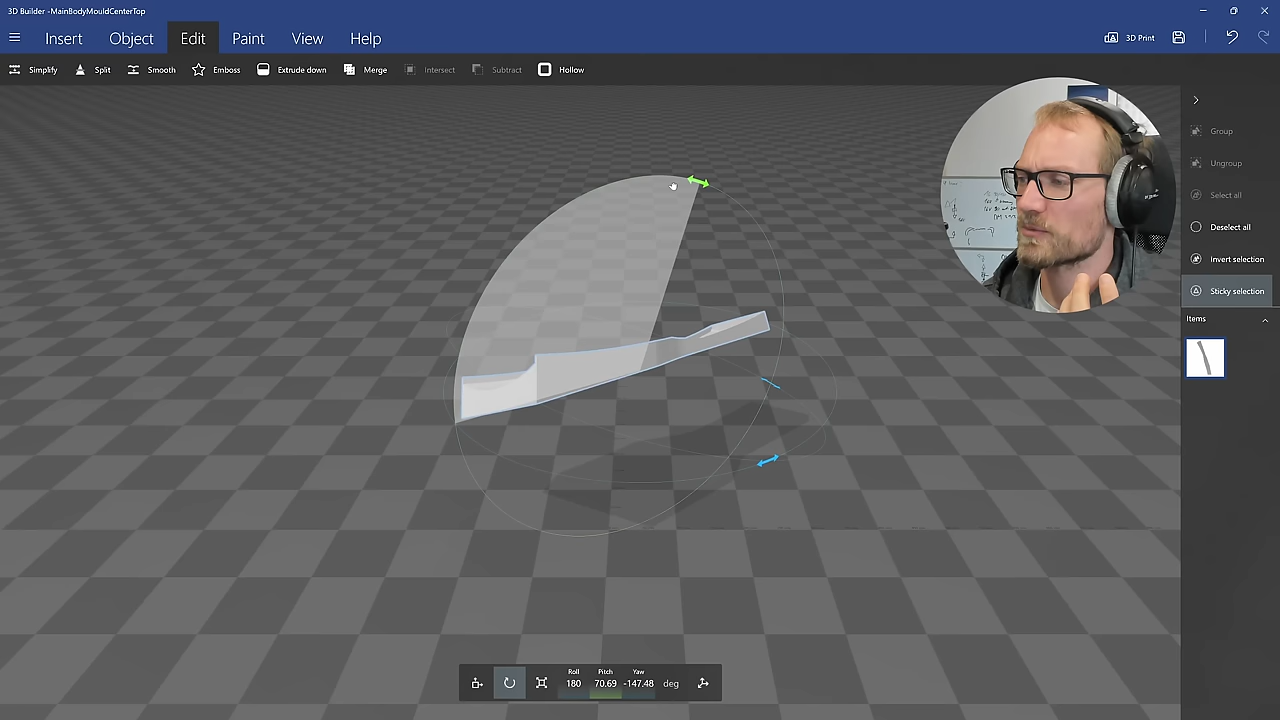 3D Builder -MainBodyMouldCenterTop
Insert Object Edit Paint View Help
3D Print
Simplify Split Smooth Emboss Extrude down Merge Intersect Subtract Hollow
Group
Ungroup
Select all
Deselect all
Invert selection
Sticky selection
Items
Roll Pitch Yaw
180 70.69 -147.48 deg